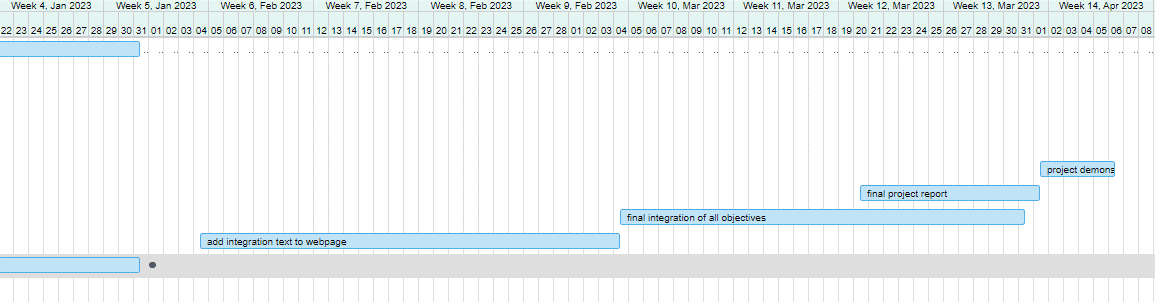 Week 4, Jan 2023 Week 5, Jan 2023 Week 6, Feb 2023 Week 7, Feb 2023 Week 8, Feb 2023 Week 9, Feb 2023 Week 10, Mar 2023 Week 11, Mar 2023 Week 12, Mar 2023 Week 13, Mar 2023 Week 14, Apr 2023
22 23 24 25 26 27 28 29 30 31 01 02 03 04 05 06 07 08 09 10 11 12 13 14 15 16 17 18 19 20 21 22 23 24 25 26 27 28 01 02 03 04 05 06 07 08 09 10 11 12 13 14 15 16 17 18 19 20 21 22 23 24 25 26 27 28 29 30 31 01 02 03 04 05 06 07 08
project demons
final project report
final integration of all objectives
add integration text to webpage